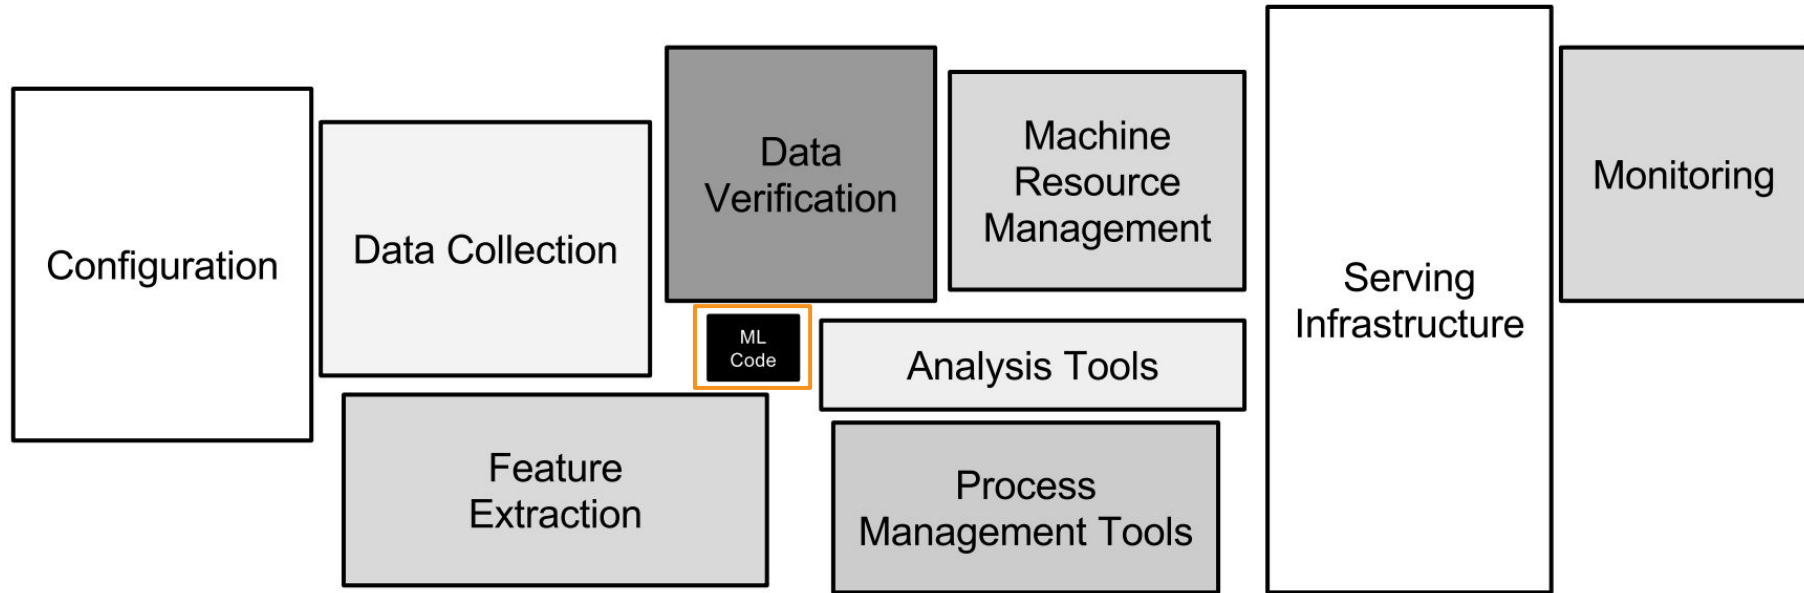 Configuration
Data Collection
Data
Verification
Machine
Resource
Management
Serving
Infrastructure
Monitoring
ML
Code
Analysis Tools
Feature
Extraction
Process
Management Tools